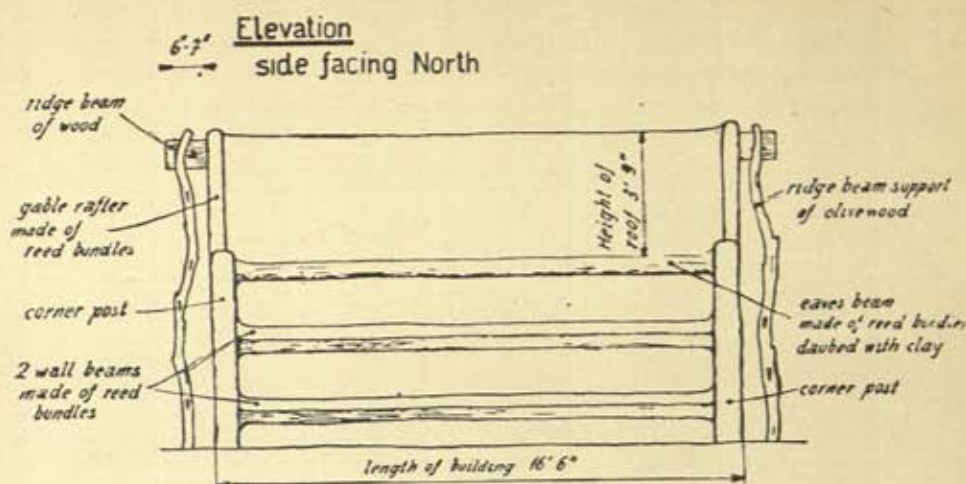 Elevation
side facing North
6"-7"
ridge beam
of wood
gable rafter
made of
reed bundles
corner post
2 wall beams
made of reed
bundles
Height of
roof 3' 9"
ridge beam support
of olivewood
eaves beam
made of reed
daubed with clay
corner post
length of building 16' 6"